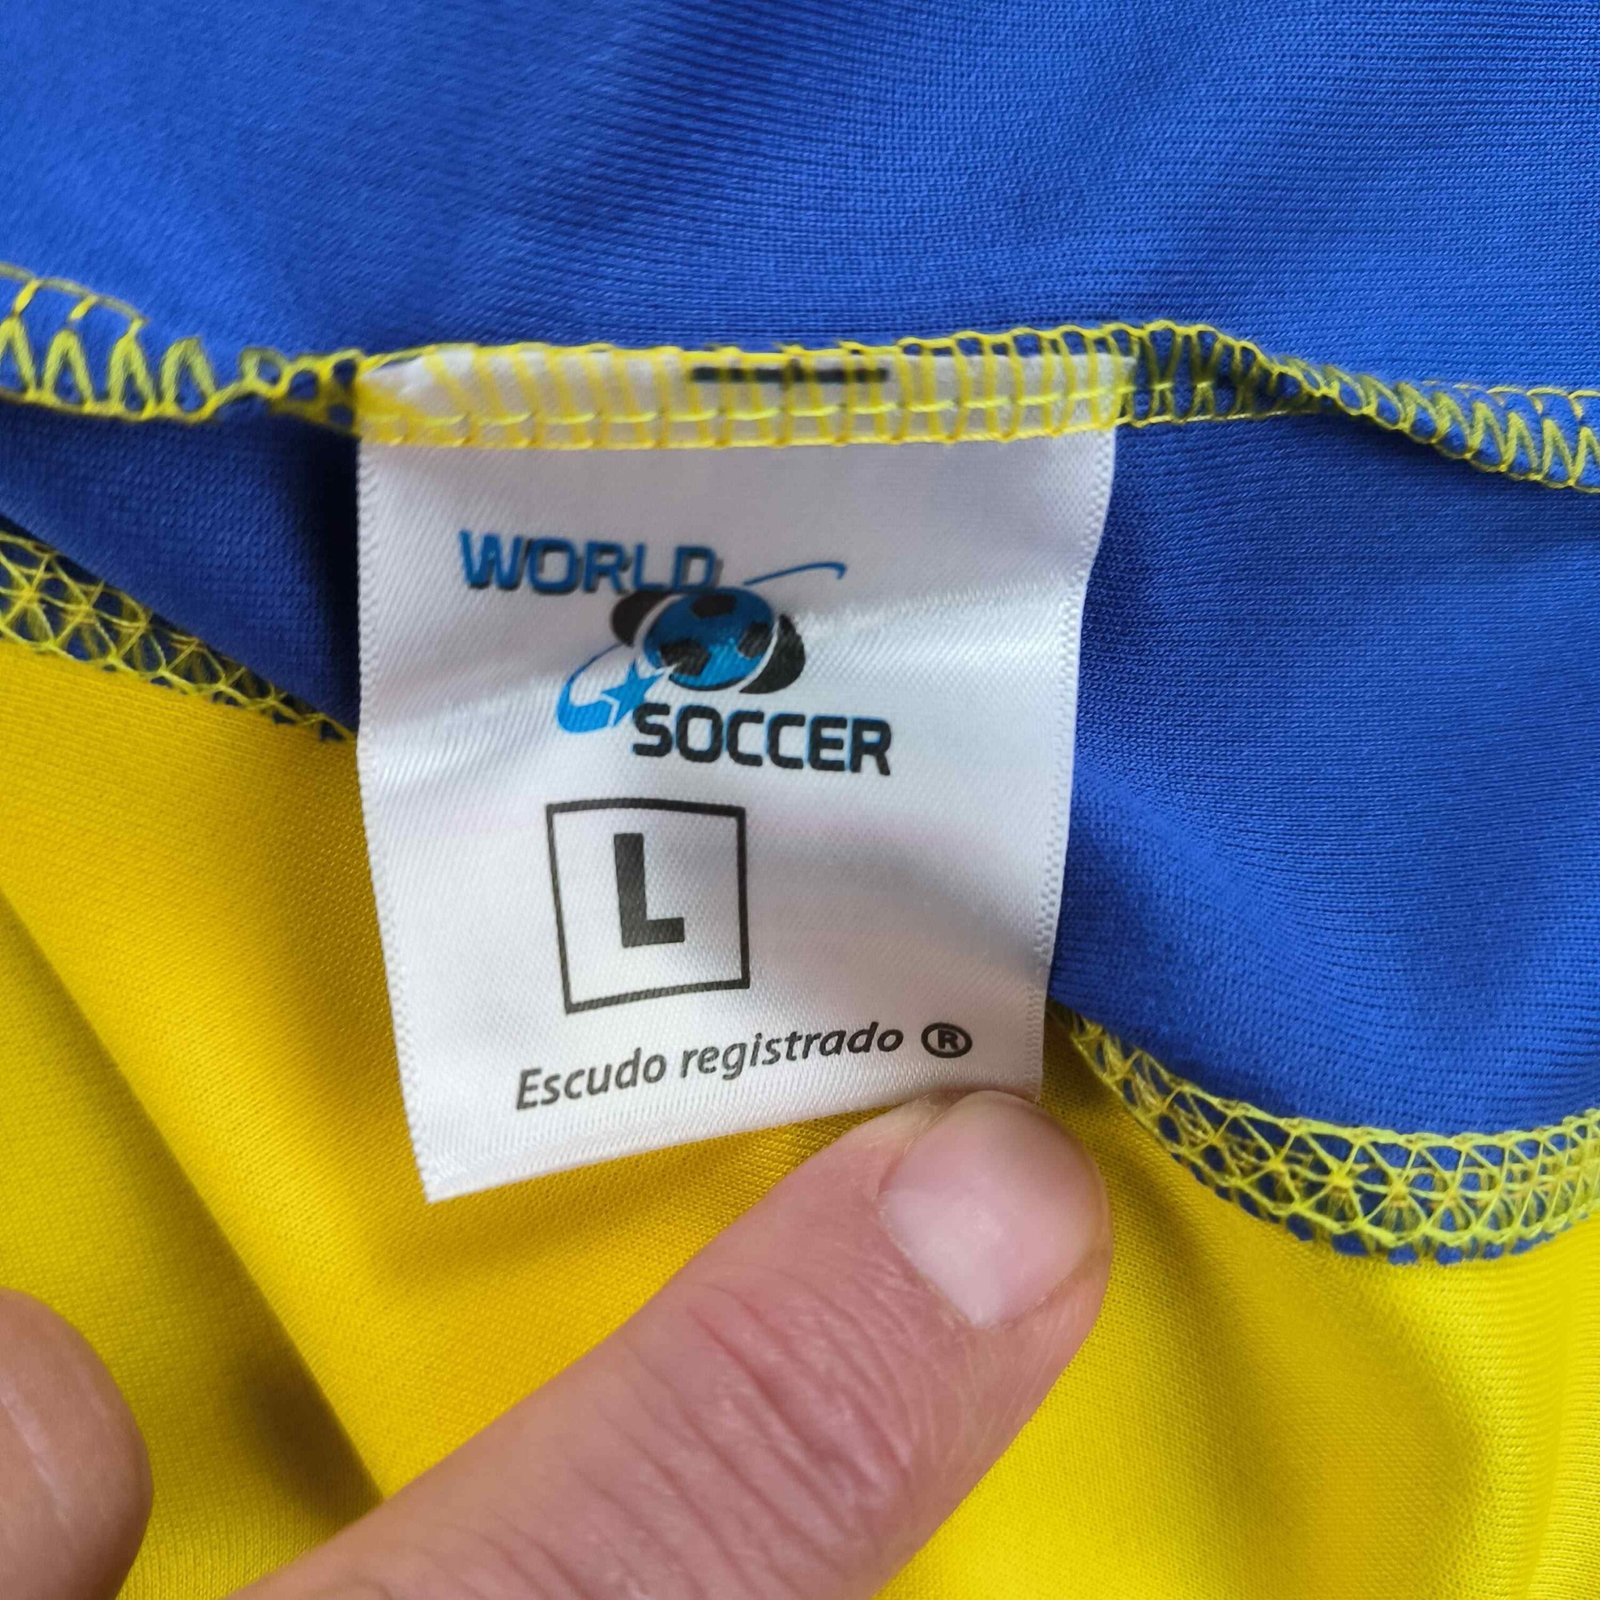 WORLD
SOCCER
L
Escudo registrado ®